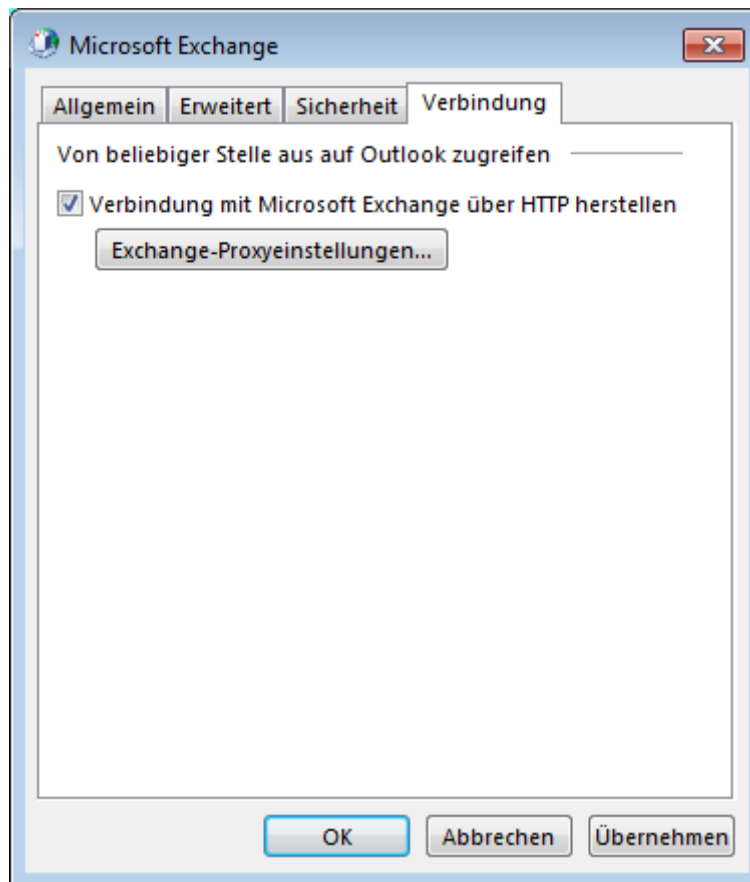 Microsoft Exchange
Allgemein Erweitert Sicherheit Verbindung
Von beliebiger Stelle aus auf Outlook zugreifen
Verbindung mit Microsoft Exchange über HTTP herstellen
Exchange-Proxyeinstellungen...
OK Abbrechen Übernehmen